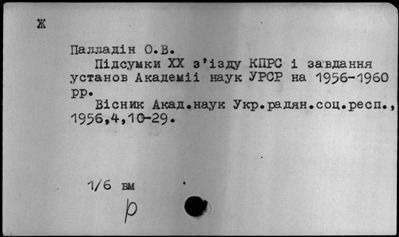 Ж
Палладін О.В.
Підсумки XX з'їзду КПРС і завдання
установ Академіі наук УРСР на 1956-1960
рр.
Вісник Акад.наук Укр.радян.соц.респ.,
1956,4,10-29.
1/6 вм
р